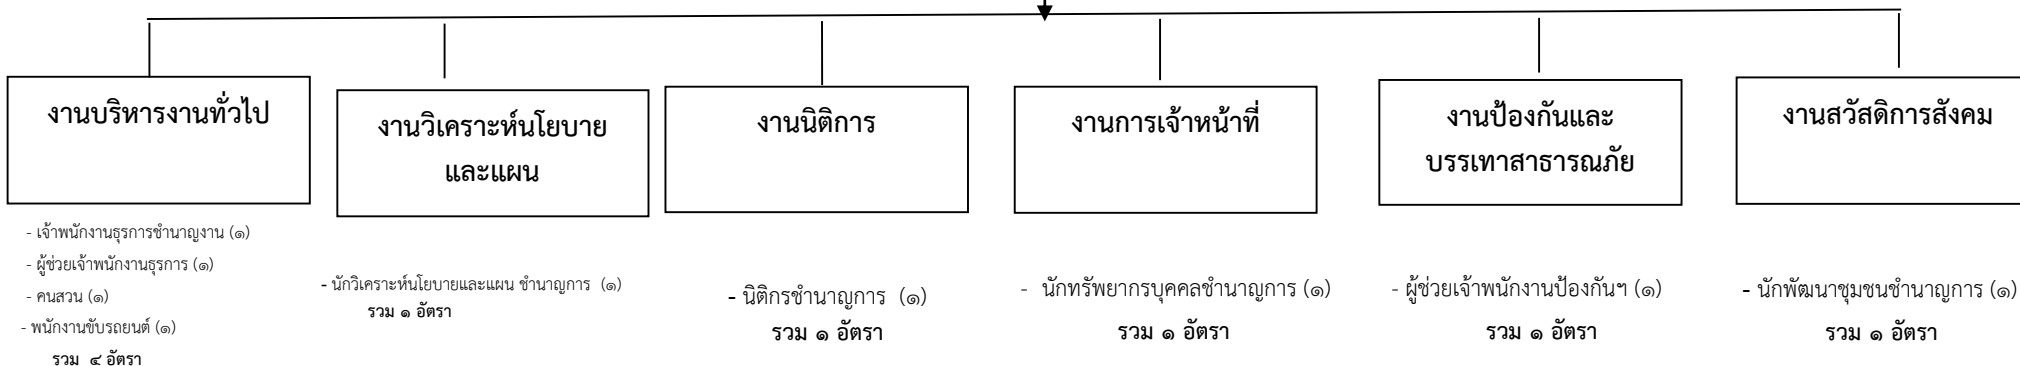 งานบริหารงานทั่วไป
งานวิเคราะห์นโยบาย
และแผน
งานนิติการ
งานการเจ้าหน้าที่
งานป้องกันและ
บรรเทาสาธารณภัย
งานสวัสดิการสังคม
- เจ้าพนักงานธุรการชำนาญงาน (๑)
- ผู้ช่วยเจ้าพนักงานธุรการ (๑)
- คนสวน (๑)
- พนักงานขับรถยนต์ (๑)
รวม ๔ อัตรา
- นักวิเคราะห์นโยบายและแผน ชำนาญการ (๑)
รวม ๑ อัตรา
- นิติกรชำนาญการ (๑)
รวม ๑ อัตรา
- นักทรัพยากรบุคคลชำนาญการ (๑)
รวม ๑ อัตรา
- ผู้ช่วยเจ้าพนักงานป้องกันฯ (๑)
รวม ๑ อัตรา
- นักพัฒนาชุมชนชำนาญการ (๑)
รวม ๑ อัตรา